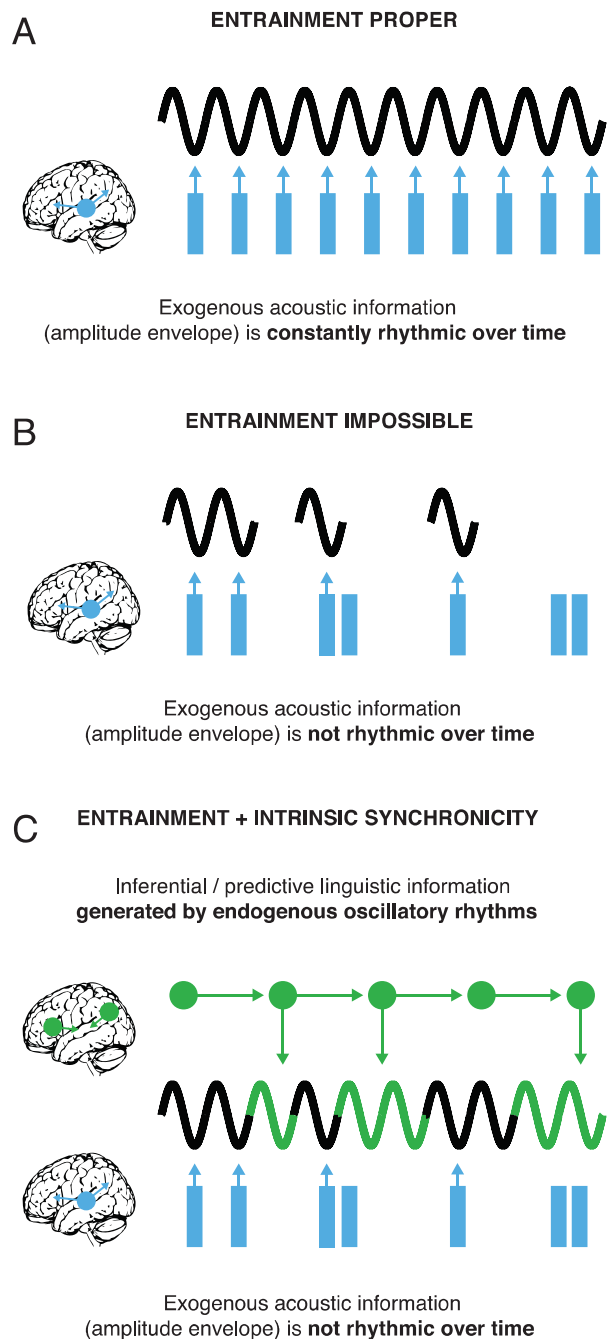 A
ENTRAINMENT PROPER
Exogenous acoustic information
(amplitude envelope) is constantly rhythmic over time
B
ENTRAINMENT IMPOSSIBLE
Exogenous acoustic information
(amplitude envelope) is not rhythmic over time
C
ENTRAINMENT + INTRINSIC SYNCHRONICITY
Inferential / predictive linguistic information
generated by endogenous oscillatory rhythms
Exogenous acoustic information
(amplitude envelope) is not rhythmic over time